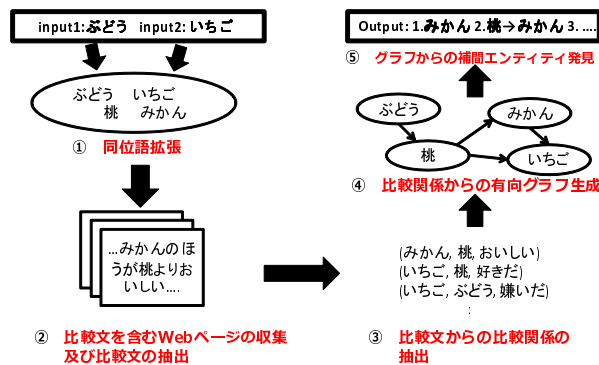 input1:ぶどう input2: いちご
ぶどう いちご
桃 みかん
① 同位語拡張
…みかんのほ
うが桃よりお
いしい….
② 比較文を含むWebページの収集
及び比較文の抽出
(みかん, 桃, おいしい)
(いちご, 桃, 好きだ)
(いちご, ぶどう, 嫌いだ)
:
③ 比較文からの比較関係の
抽出
ぶどう
みかん
桃
いちご
④ 比較関係からの有向グラフ生成
⑤ グラフからの補間エンティティ発見
Output: 1.みかん 2.桃→みかん 3. ….